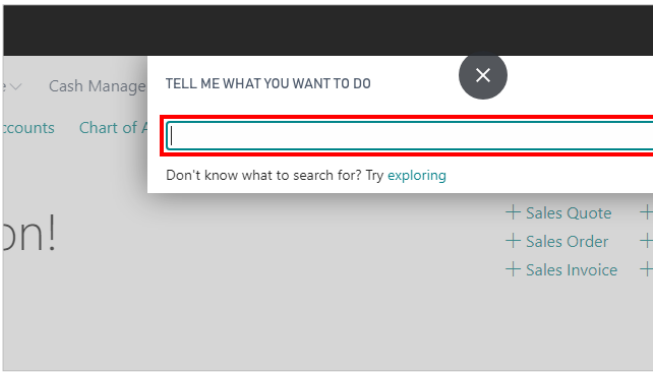 Cash Manage
TELL ME WHAT YOU WANT TO DO
ccounts Chart of A
Don't know what to search for? Try exploring
on!
Sales Quote
Sales Order
Sales Invoice